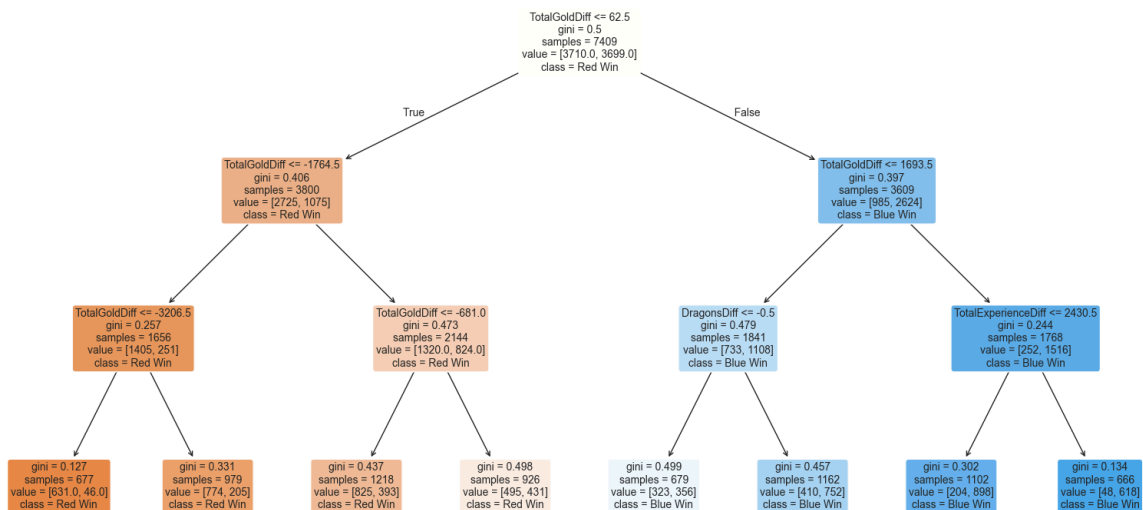 TotalGoldDiff <= 62.5
gini = 0.5
samples = 7409
value = [3710.0, 3699.0]
class = Red Win
True
False
TotalGoldDiff <= -1764.5
gini = 0.406
samples = 3800
value = [2725, 1075]
class = Red Win
TotalGoldDiff <= 1693.5
gini = 0.397
samples = 3609
value = [985, 2624]
class = Blue Win
TotalGoldDiff <= -3206.5
gini = 0.257
samples = 1656
value = [1405, 251]
class = Red Win
TotalGoldDiff <= -681.0
gini = 0.473
samples = 2144
value = [1320.0, 824.0]
class = Red Win
DragonsDiff <= -0.5
gini = 0.479
samples = 1841
value = [733, 1108]
class = Blue Win
TotalExperienceDiff <= 2430.5
gini = 0.244
samples = 1768
value = [252, 1516]
class = Blue Win
gini = 0.127
samples = 677
value = [631.0, 46.0]
class = Red Win
gini = 0.331
samples = 979
value = [774, 205]
class = Red Win
gini = 0.437
samples = 1218
value = [825, 393]
class = Red Win
gini = 0.498
samples = 926
value = [495, 431]
class = Red Win
gini = 0.499
samples = 679
value = [323, 356]
class = Blue Win
gini = 0.457
samples = 1162
value = [410, 752]
class = Blue Win
gini = 0.302
samples = 1102
value = [204, 898]
class = Blue Win
gini = 0.134
samples = 666
value = [48, 618]
class = Blue Win